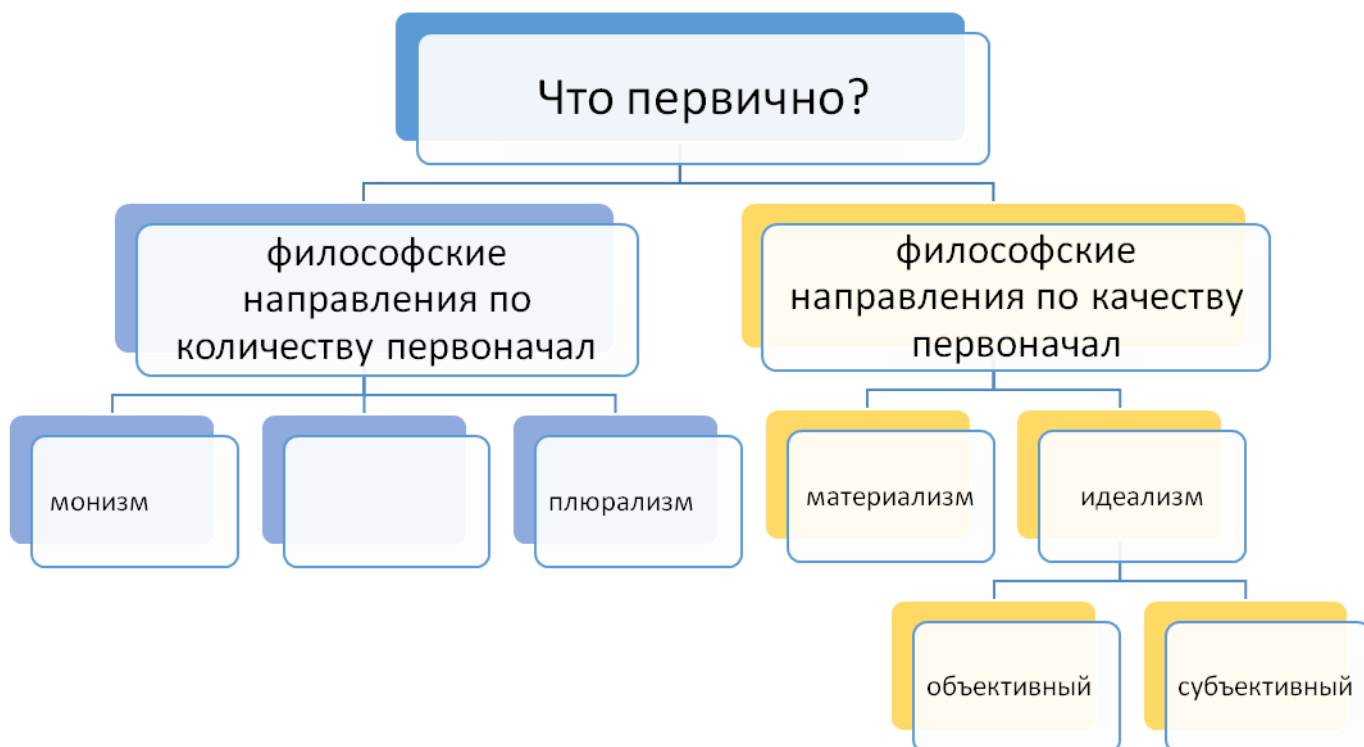 Что первично?
философские
направления по
количеству первоначал
философские
направления по качеству
первоначал
монизм
плюрализм
материализм
идеализм
объективный
субъективный